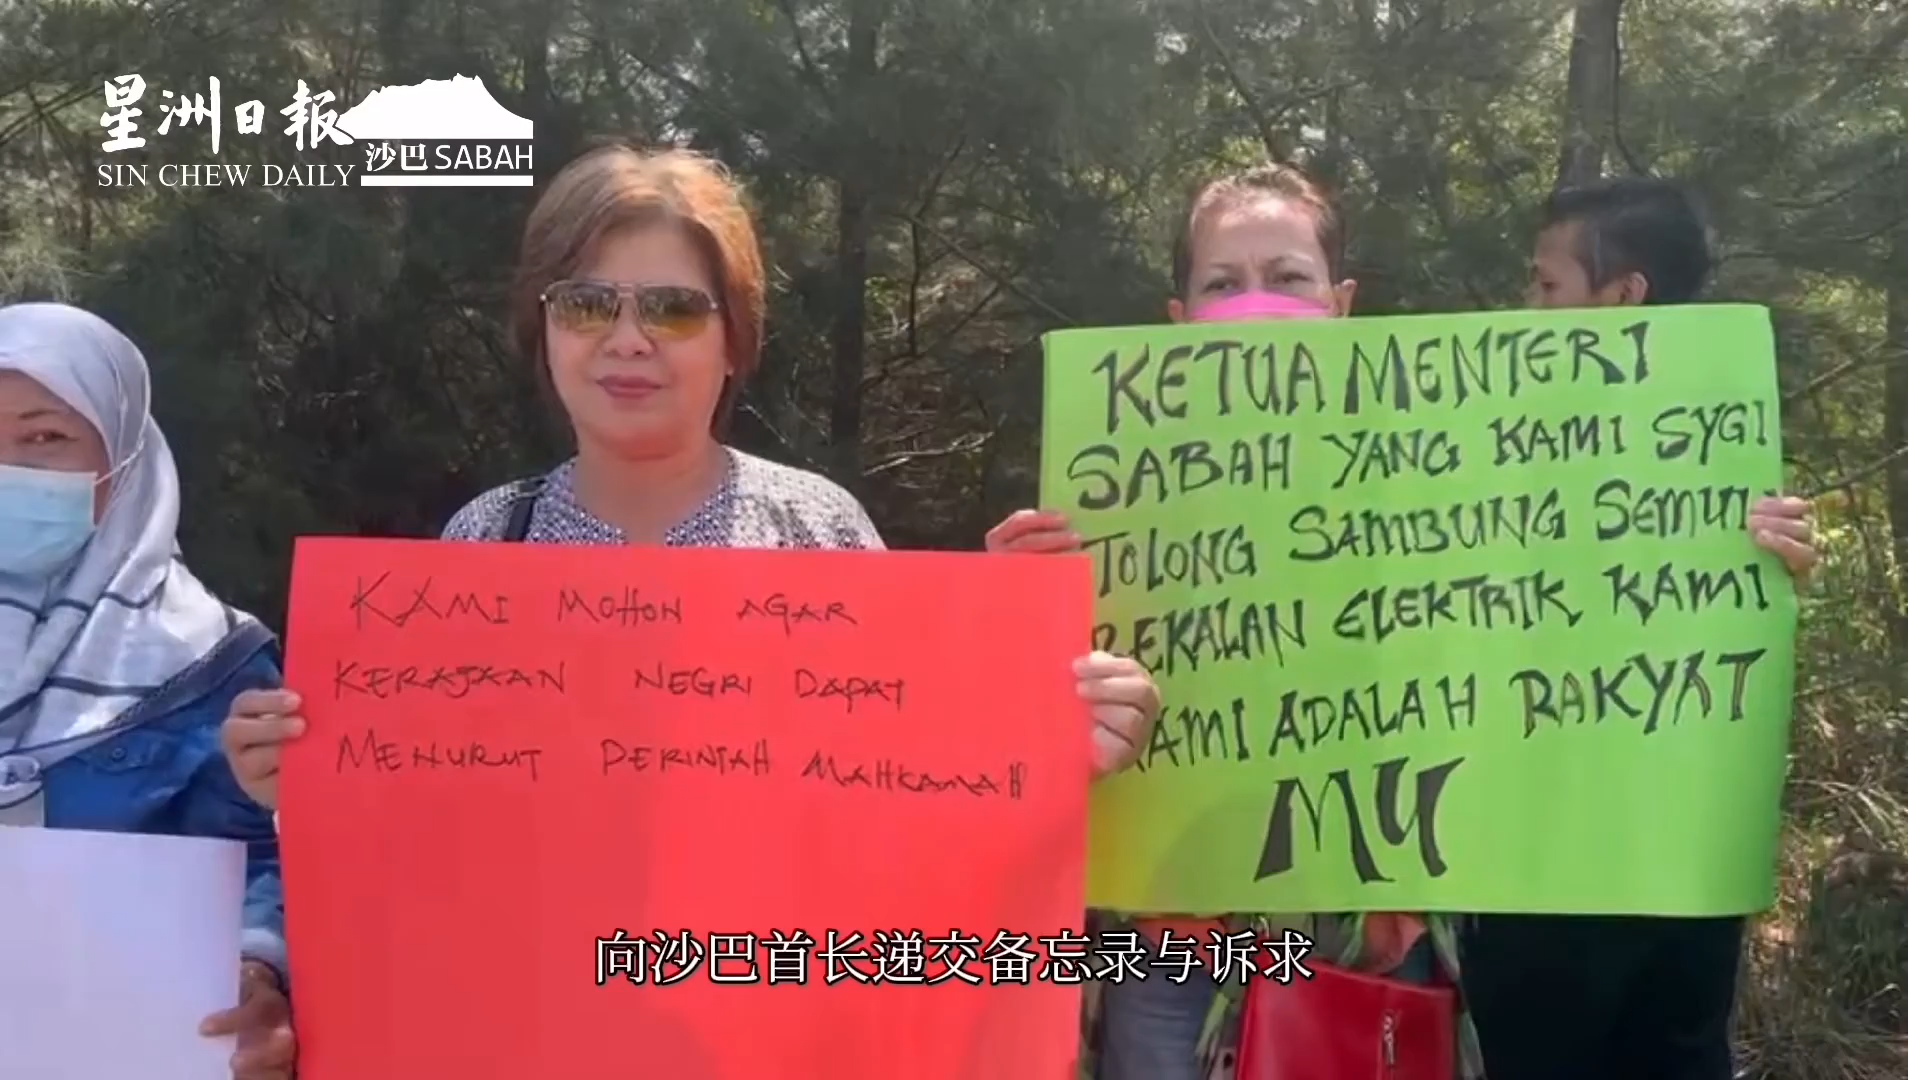 星洲日報
SIN CHEW DAILY
沙巴 SABAH
KAMI MOHON AGAR
KERAJAAN NEGRI DAPAT
MENURUT PERINTAH MAHKAMAH
KETUA MENTERI
SABAH YANG KAMI SYGI
TOLONG SAMBUNG SEMUA
BEKALAN ELEKTRIK KAMI
KAMI ADALAH RAKYAT
MU
向沙巴首长递交备忘录与诉求